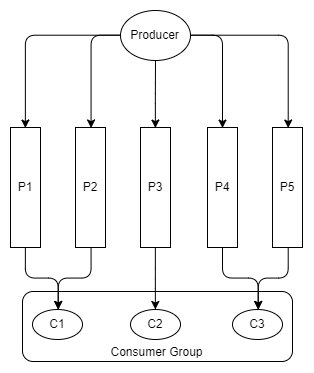 Producer
P1
P2
P3
P4
P5
C1
C2
C3
Consumer Group